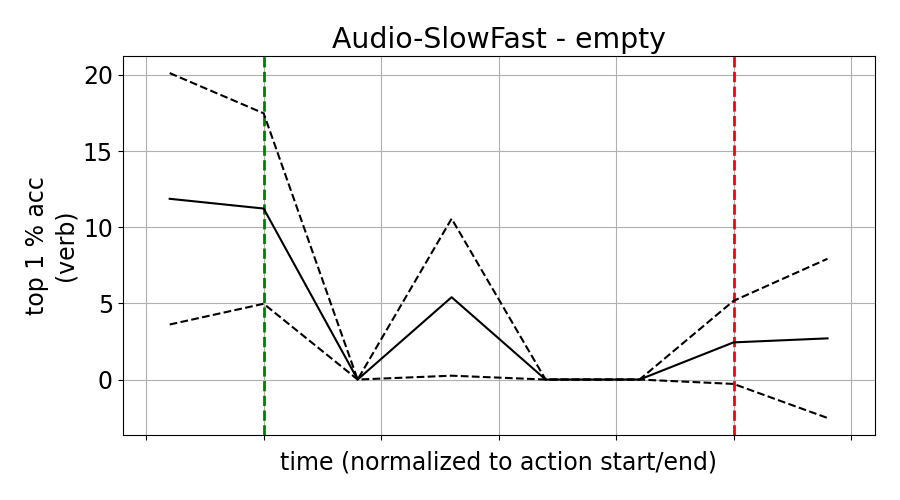 Audio-SlowFast - empty
20
15
10
5
0
top 1 % acc
(verb)
time (normalized to action start/end)